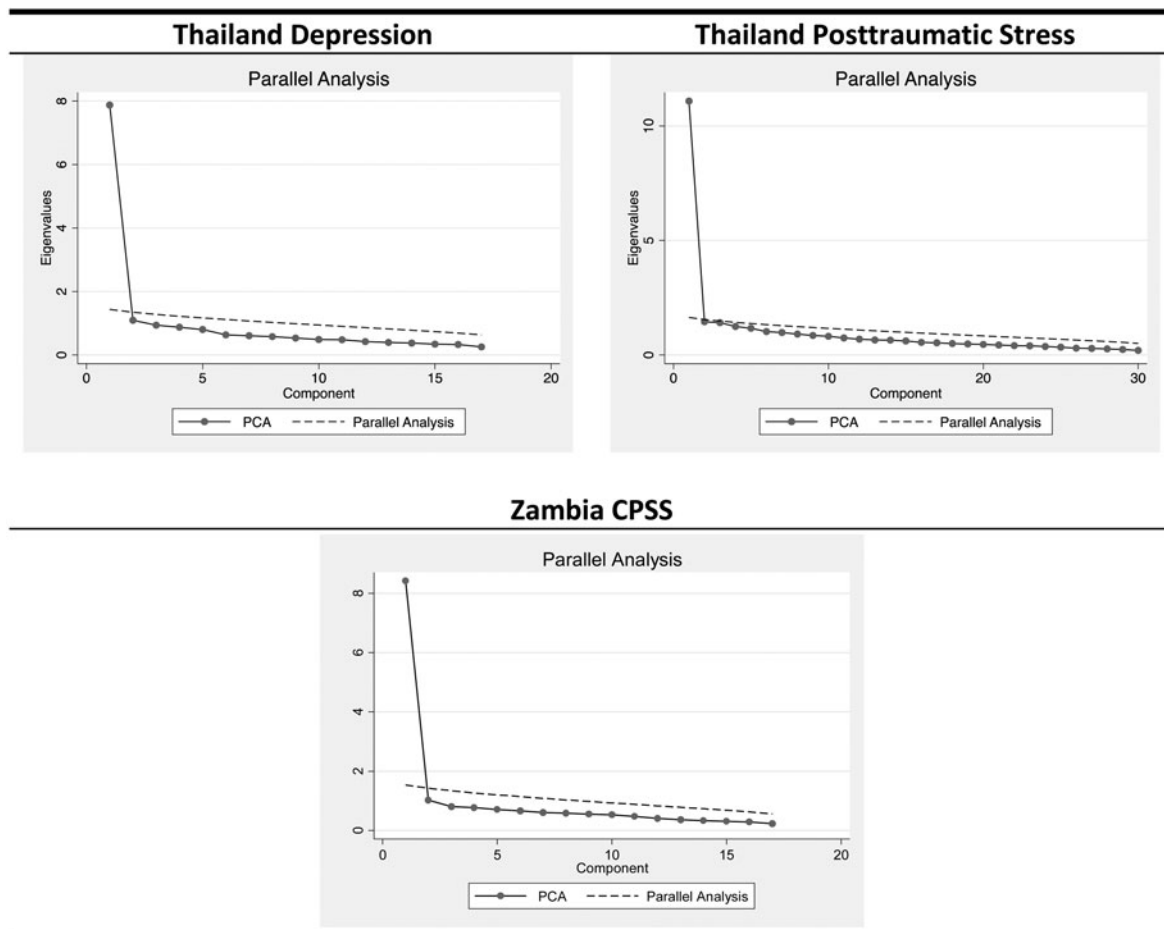 Thailand Depression
Parallel Analysis
Eigenvalues
8
6
4
2
0
0 5 10 15 20
Component
PCA Parallel Analysis
Thailand Posttraumatic Stress
Parallel Analysis
Eigenvalues
10
5
0
0 10 20 30
Component
PCA Parallel Analysis
Zambia CPSS
Parallel Analysis
8
6
4
2
0
0 5 10 15 20
Component
PCA Parallel Analysis